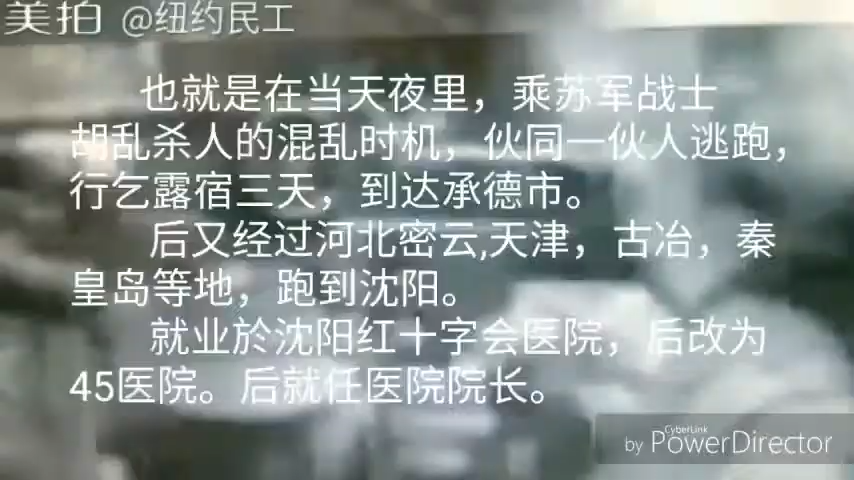 美拍 @纽约民工
也就是在当天夜里，乘苏军战士
胡乱杀人的混乱时机，伙同一伙人逃跑，
行乞露宿三天，到达承德市。
后又经过河北密云,天津，古冶，秦
皇岛等地，跑到沈阳。
就业於沈阳红十字会医院，后改为
45医院。后就任医院院长。
CyberLink
by PowerDirector